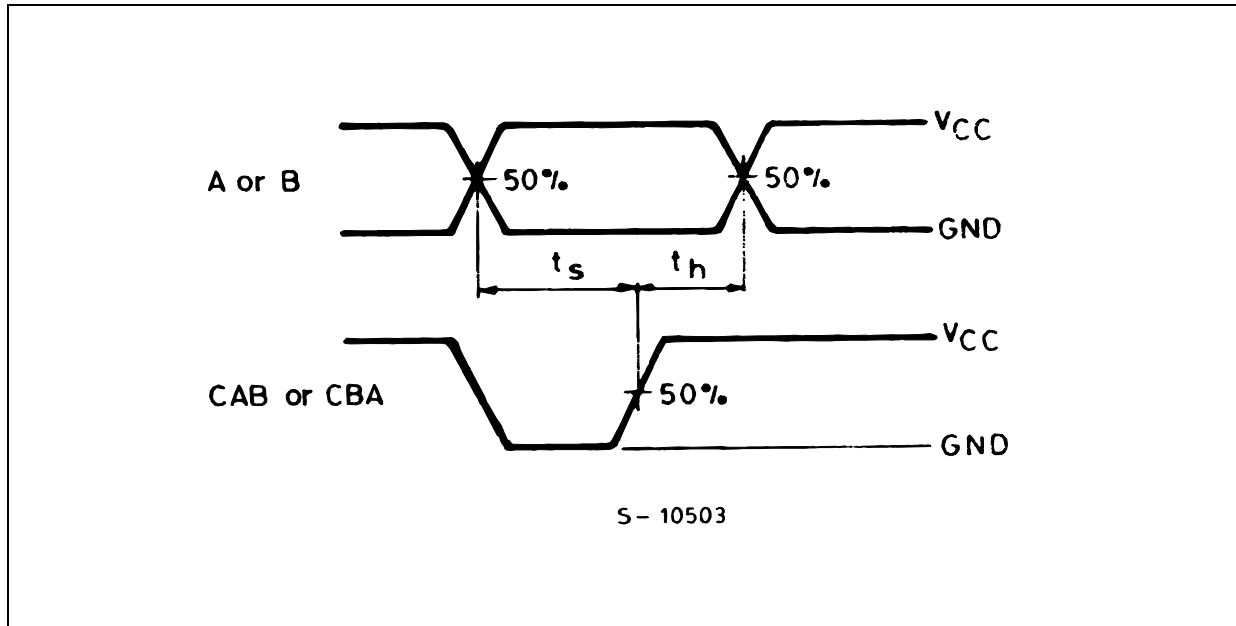 VCC
A or B
50%
50%
GND
ts
th
VCC
CAB or CBA
50%
GND
S-10503